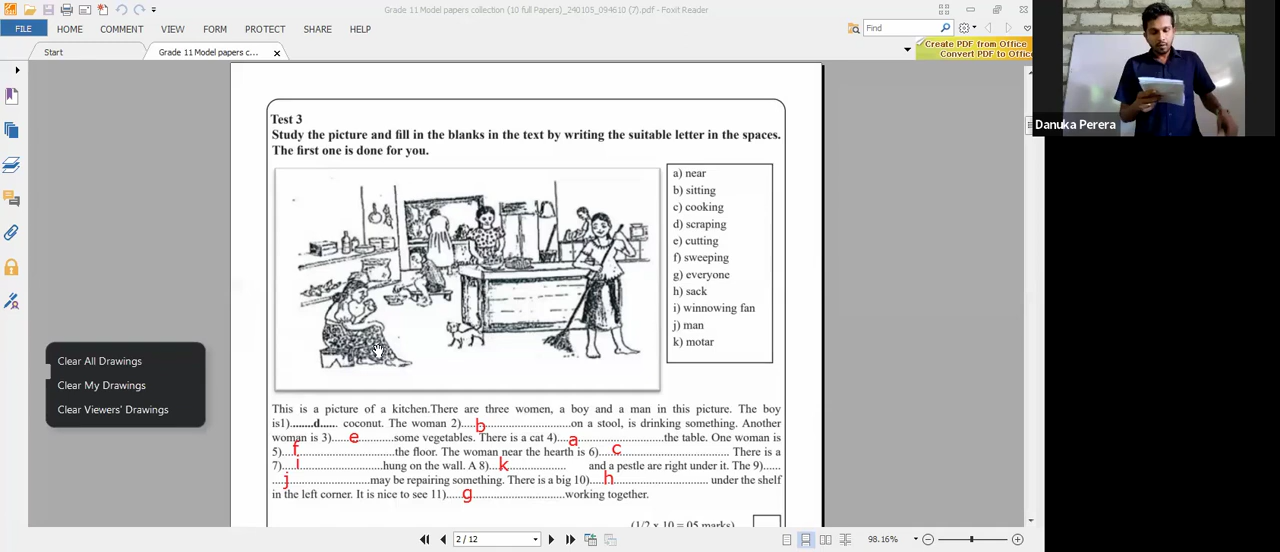 Grade 11 Model papers collection (10 full Papers)_240105_094610 (7).pdf - Foxit Reader
FILE HOME COMMENT VIEW FORM PROTECT SHARE HELP
Find
Start
Grade 11 Model papers c...
Create PDF from Office
Convert PDF to Offic
Danuka Perera
Test 3
Study the picture and fill in the blanks in the text by writing the suitable letter in the spaces.
The first one is done for you.
a) near
b) sitting
c) cooking
d) scraping
e) cutting
f) sweeping
g) everyone
h) sack
i) winnowing fan
j) man
k) motar
Clear All Drawings
Clear My Drawings
Clear Viewers' Drawings
This is a picture of a kitchen.There are three women, a boy and a man in this picture. The boy
is1)........d..... coconut. The woman 2).....b.....on a stool, is drinking something. Another
woman is 3).....e.....some vegetables. There is a cat 4).....a.....the table. One woman is
5).....f.....the floor. The woman near the hearth is 6).....c..... There is a
7).....i.....hung on the wall. A 8).....k..... and a pestle are right under it. The 9)......
.....j.....may be repairing something. There is a big 10).....h..... under the shelf
in the left corner. It is nice to see 11).....g.....working together.
(1/2 x 10 = 05 marks)
2 / 12
98.16%